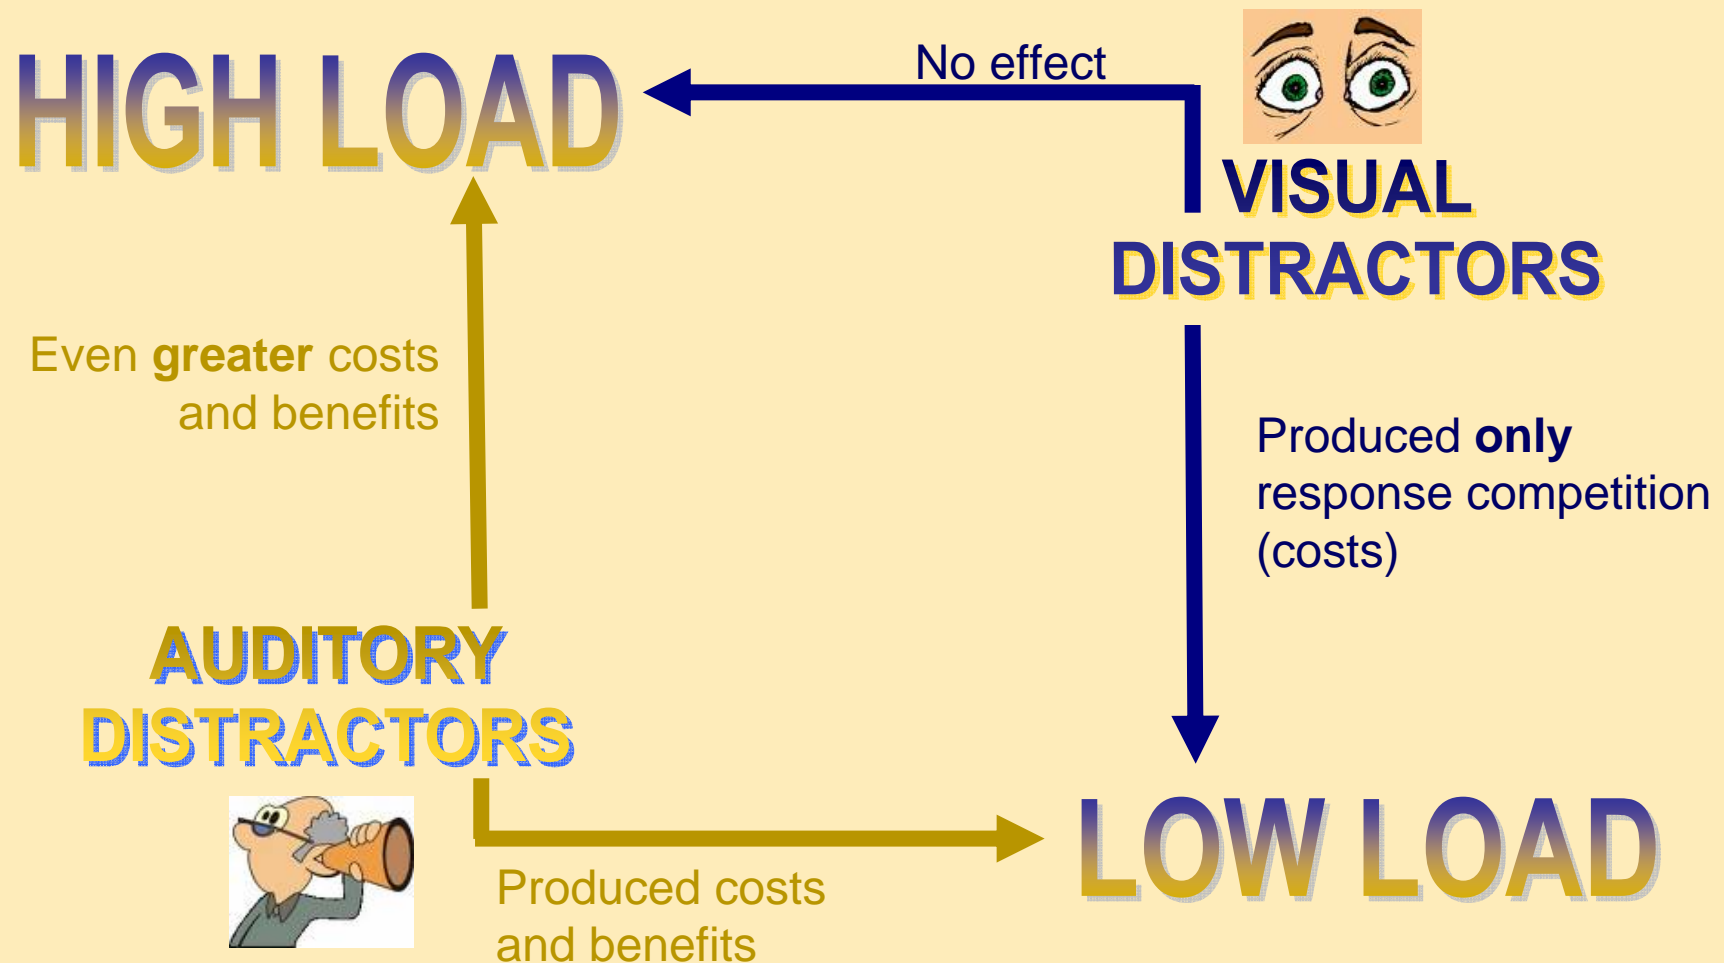 HIGH LOAD
No effect
VISUAL
DISTRACTORS
Even greater costs
and benefits
Produced only
response competition
(costs)
AUDITORY
DISTRACTORS
Produced costs
and benefits
LOW LOAD